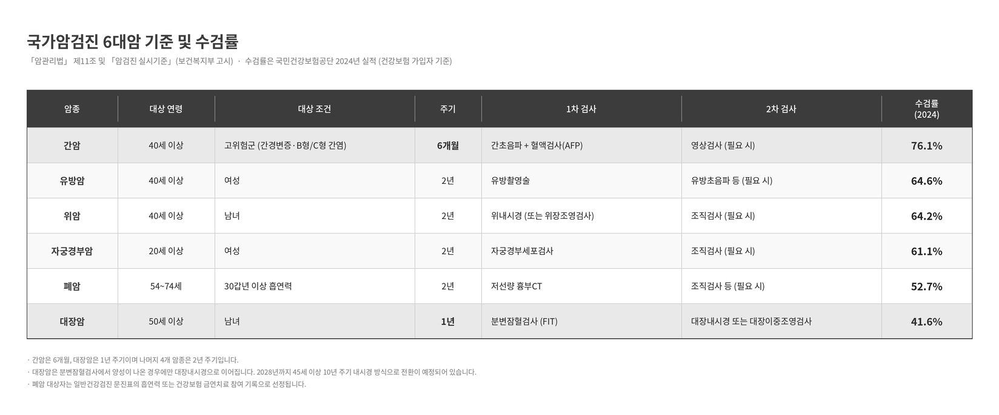 국가암검진 6대암 기준 및 수검률
「암관리법」 제11조 및 「암검진 실시기준」(보건복지부 고시) · 수검률은 국민건강보험공단 2024년 실적 (건강보험 가입자 기준)
암종 대상 연령 대상 조건 주기 1차 검사 2차 검사 수검률
(2024)
간암 40세 이상 고위험군 (간경변증·B형/C형 간염) 6개월 간초음파 + 혈액검사(AFP) 영상검사 (필요 시) 76.1%
유방암 40세 이상 여성 2년 유방촬영술 유방초음파 등 (필요 시) 64.6%
위암 40세 이상 남녀 2년 위내시경 (또는 위장조영검사) 조직검사 (필요 시) 64.2%
자궁경부암 20세 이상 여성 2년 자궁경부세포검사 조직검사 (필요 시) 61.1%
폐암 54~74세 30갑년 이상 흡연력 2년 저선량 흉부CT 조직검사 등 (필요 시) 52.7%
대장암 50세 이상 남녀 1년 분변잠혈검사 (FIT) 대장내시경 또는 대장이중조영검사 41.6%
· 간암은 6개월, 대장암은 1년 주기이며 나머지 4개 암종은 2년 주기입니다.
· 대장암은 분변잠혈검사에서 양성이 나온 경우에만 대장내시경으로 이어집니다. 2028년까지 45세 이상 10년 주기 내시경 방식으로 전환이 예정되어 있습니다.
· 폐암 대상자는 일반건강검진 문진표의 흡연력 또는 건강보험 금연치료 참여 기록으로 선정됩니다.